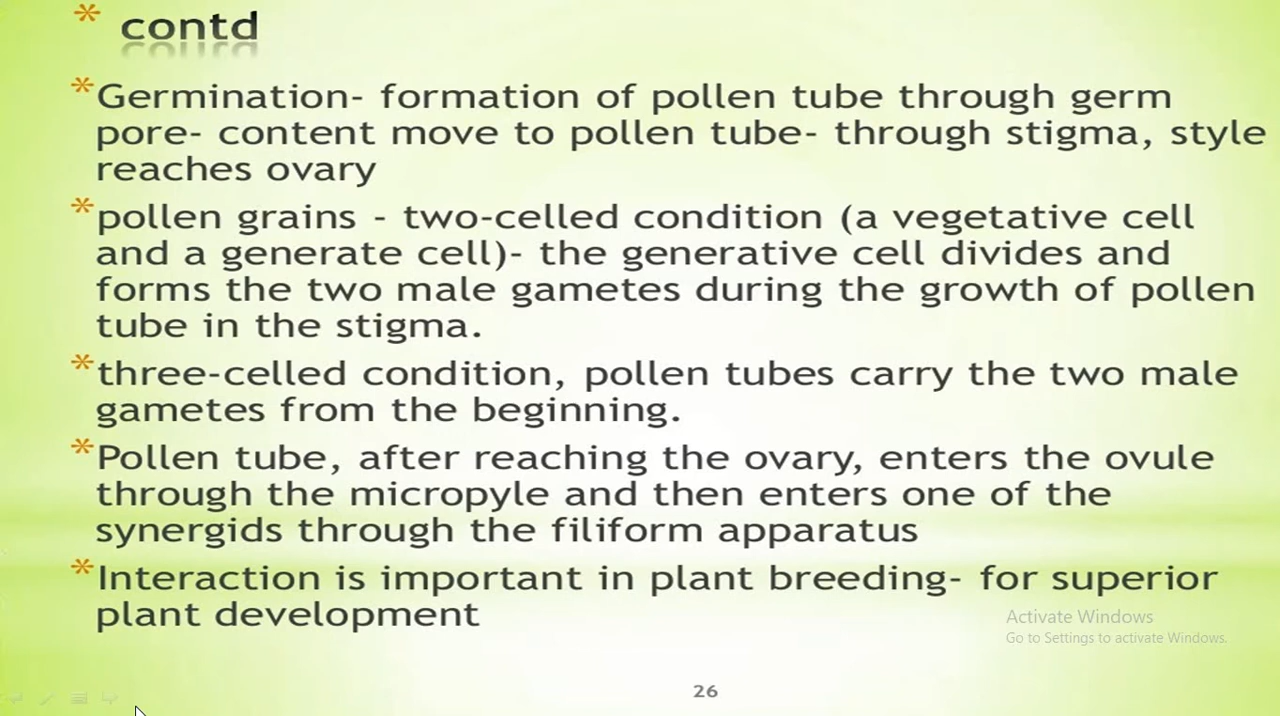 * contd
*Germination- formation of pollen tube through germ
pore- content move to pollen tube- through stigma, style
reaches ovary
*pollen grains - two-celled condition (a vegetative cell
and a generate cell)- the generative cell divides and
forms the two male gametes during the growth of pollen
tube in the stigma.
*three-celled condition, pollen tubes carry the two male
gametes from the beginning.
*Pollen tube, after reaching the ovary, enters the ovule
through the micropyle and then enters one of the
synergids through the filiform apparatus
*Interaction is important in plant breeding- for superior
plant development
Activate Windows
Go to Settings to activate Windows.
26